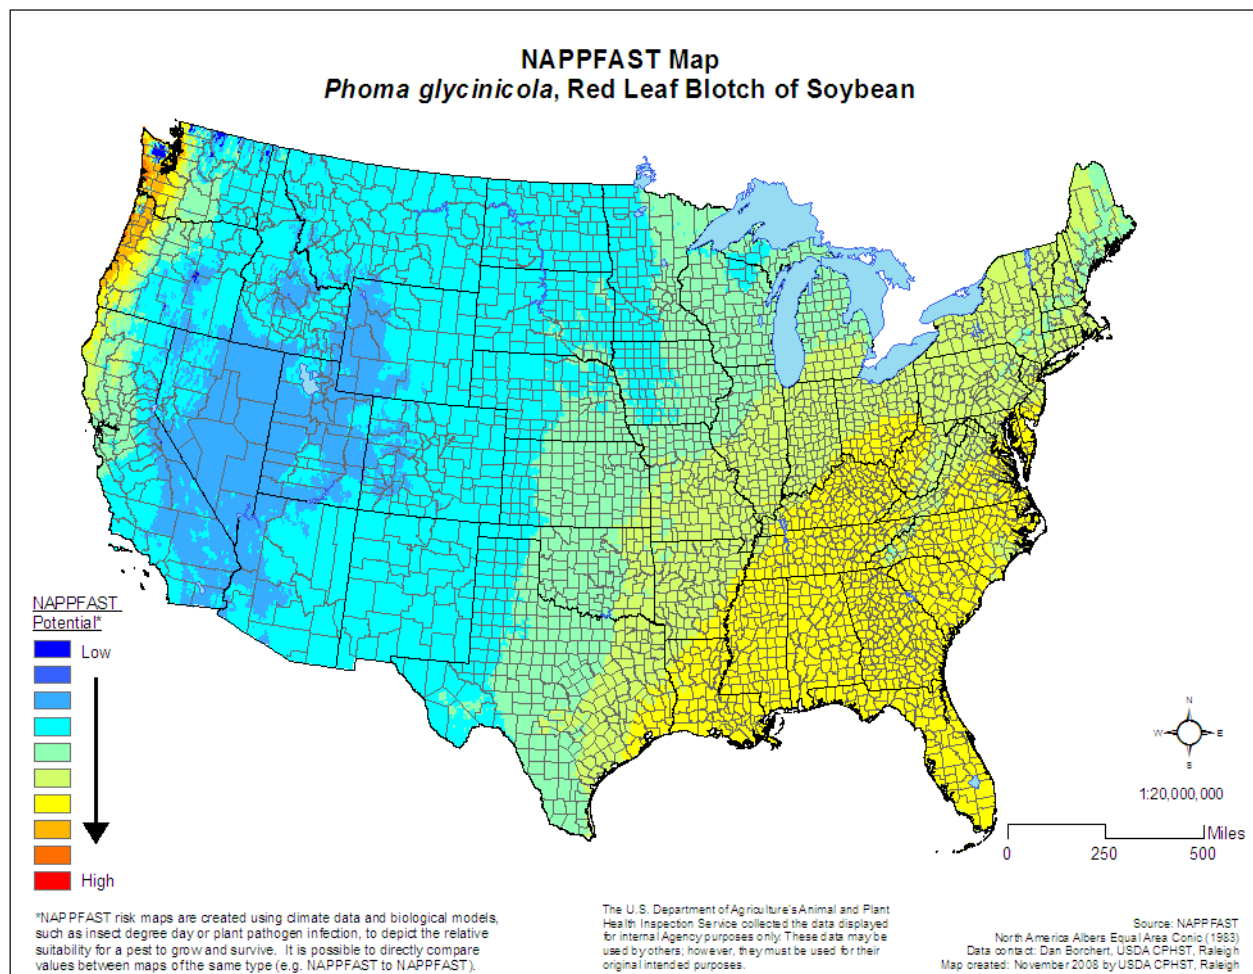 NAPPFAST Map
Phoma glycinicola, Red Leaf Blotch of Soybean
NAPPFAST
Potential*
Low
High
N
W
E
S
1:20,000,000
Miles
0 250 500
*NAPPFAST risk maps are created using climate data and biological models,
such as insect degree day or plant pathogen infection, to depict the relative
suitability for a pest to grow and survive. It is possible to directly compare
values between maps of the same type (e.g. NAPPFAST to NAPPFAST).
The U.S. Department of Agriculture's Animal and Plant
Health Inspection Service collected the data displayed
for internal Agency purposes only. These data may be
used by others; however, they must be used for their
original intended purposes.
Source: NAPPFAST
North America Albers Equal Area Conic (1983)
Data contact: Dan Borchert, USDA CPHST, Raleigh
Map created: November 2008 by USDA CPHST, Raleigh